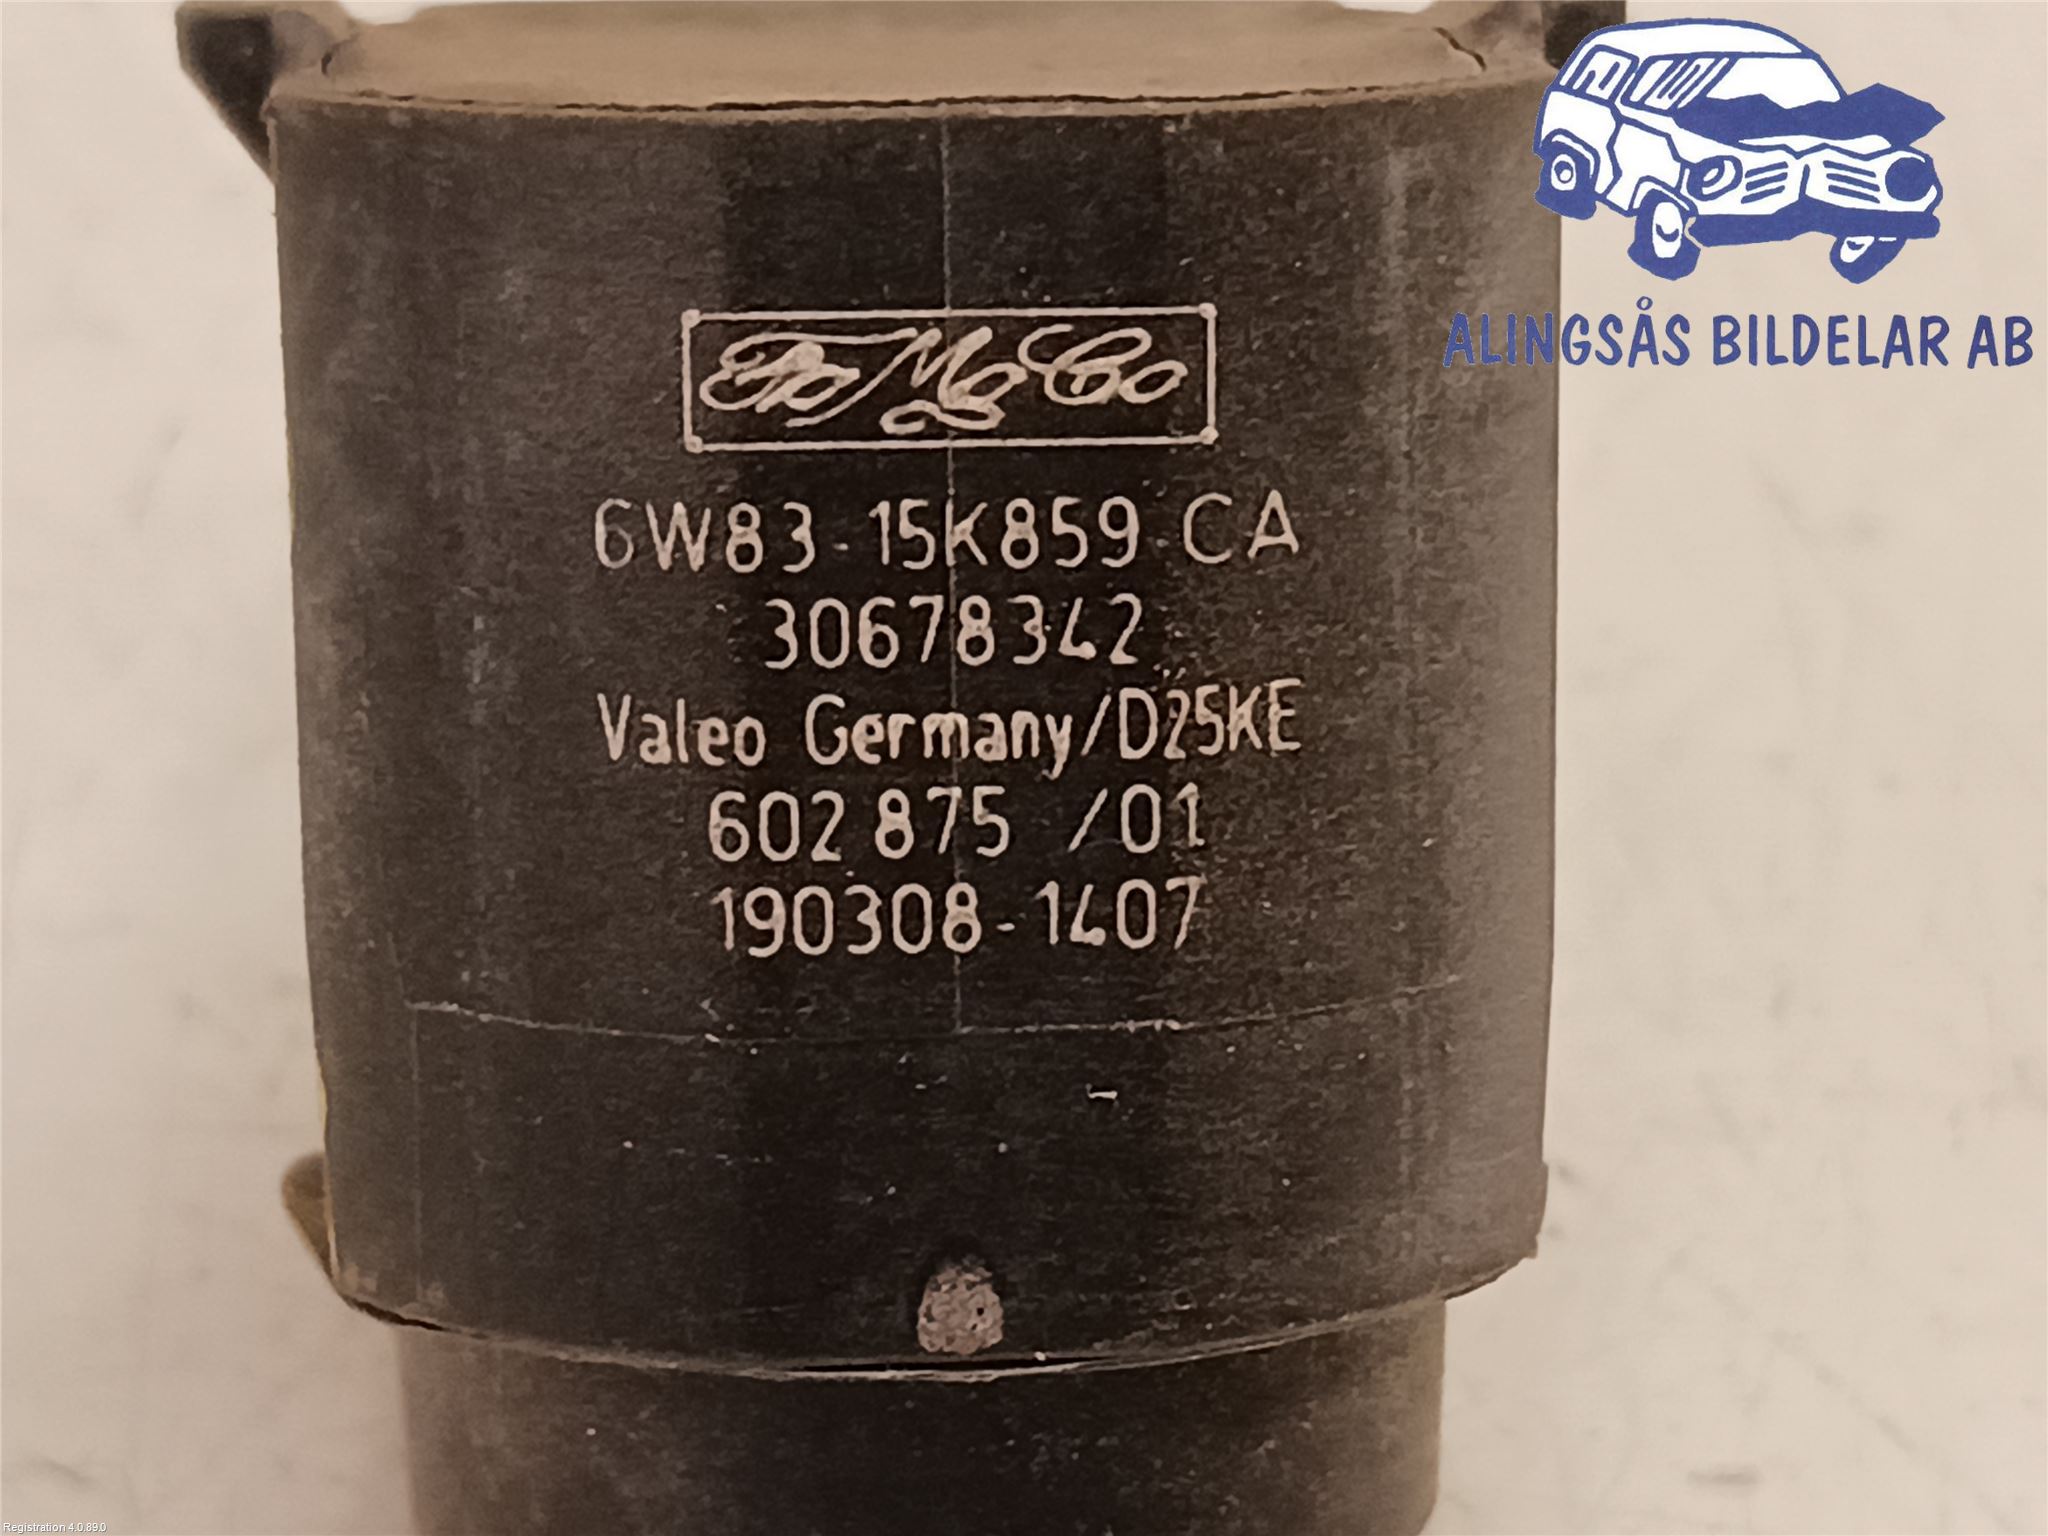 FoMoCo
6W83-15K859-CA
30678342
Valeo Germany/D25KE
602 875 /01
190308-1407
ALINGSÅS BILDELAR AB
Registration 4.0.89.0